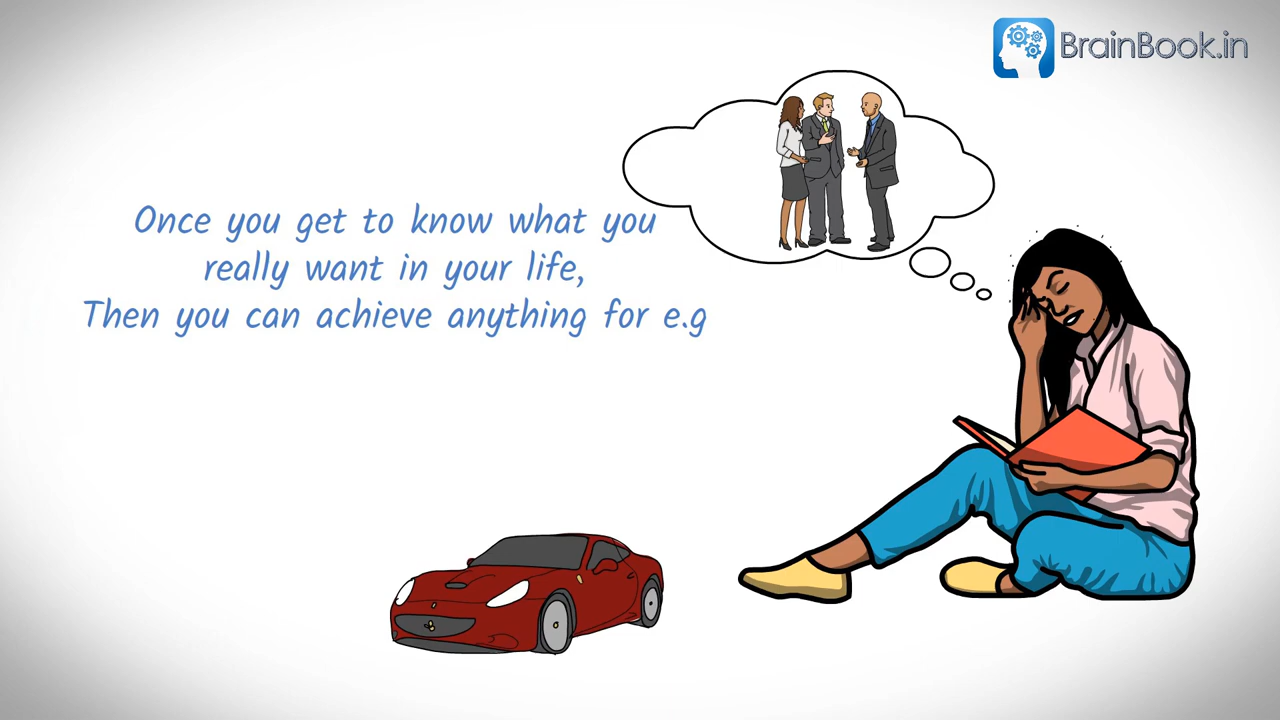 BrainBook.in
Once you get to know what you
really want in your life,
Then you can achieve anything for e.g